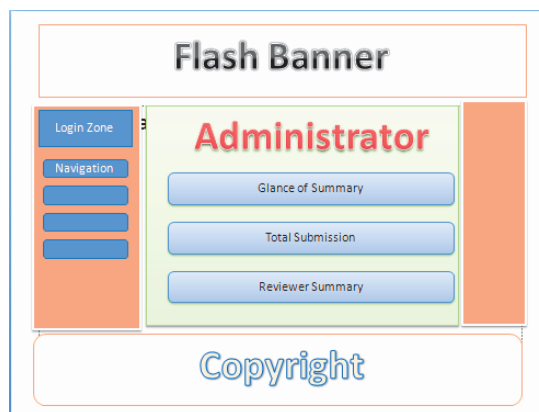 Flash Banner
Login Zone
Navigation
Administrator
Glance of Summary
Total Submission
Reviewer Summary
Copyright